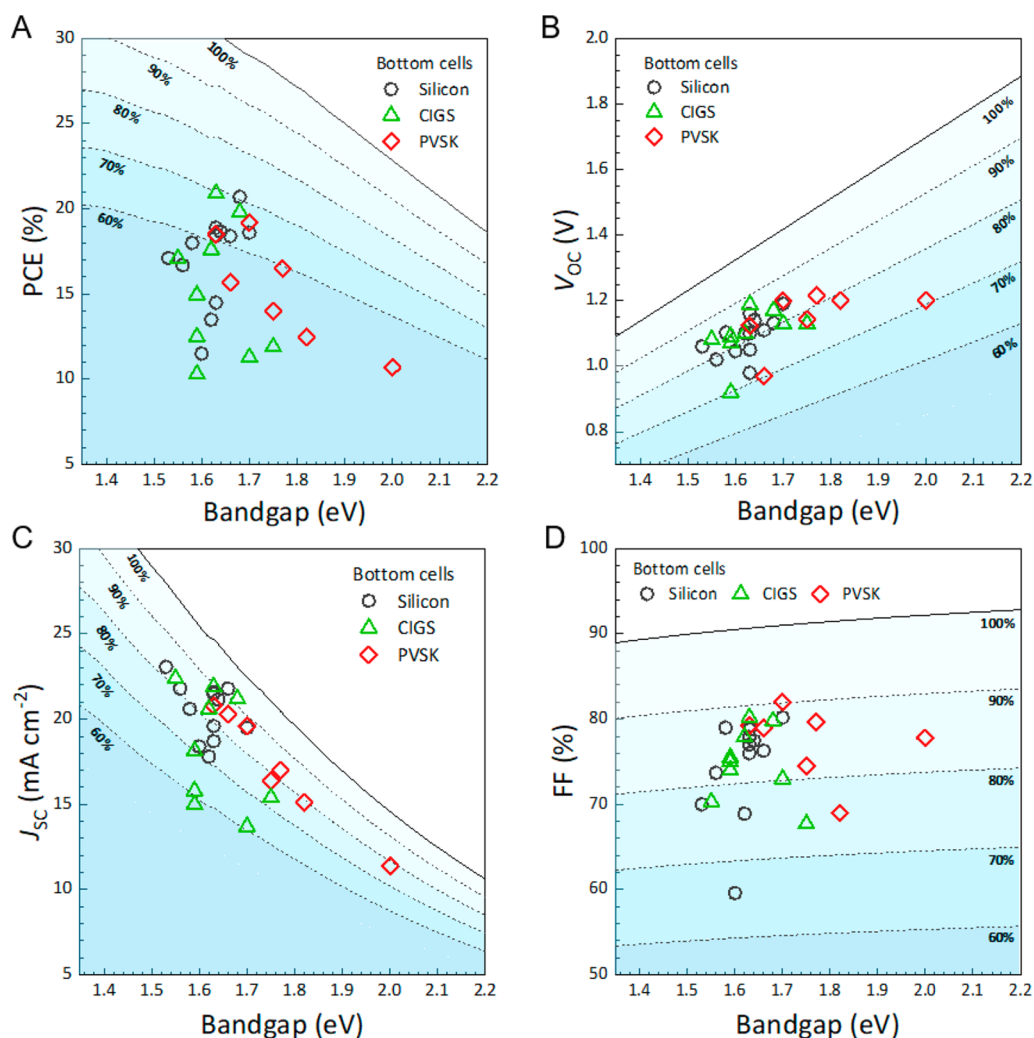 A
30
25
20
15
10
5
PCE (%)
100%
90%
80%
70%
60%
Bottom cells
Silicon
CIGS
PVSK
1.4 1.5 1.6 1.7 1.8 1.9 2.0 2.1 2.2
Bandgap (eV)
B
2.0
1.8
1.6
1.4
1.2
1.0
0.8
VOC (V)
Bottom cells
Silicon
CIGS
PVSK
100%
90%
80%
70%
60%
1.4 1.5 1.6 1.7 1.8 1.9 2.0 2.1 2.2
Bandgap (eV)
C
30
25
20
15
10
5
JSC (mA cm-2)
100%
90%
80%
70%
60%
Bottom cells
Silicon
CIGS
PVSK
1.4 1.5 1.6 1.7 1.8 1.9 2.0 2.1 2.2
Bandgap (eV)
D
100
90
80
70
60
50
FF (%)
Bottom cells
Silicon CIGS PVSK
100%
90%
80%
70%
60%
1.4 1.5 1.6 1.7 1.8 1.9 2.0 2.1 2.2
Bandgap (eV)